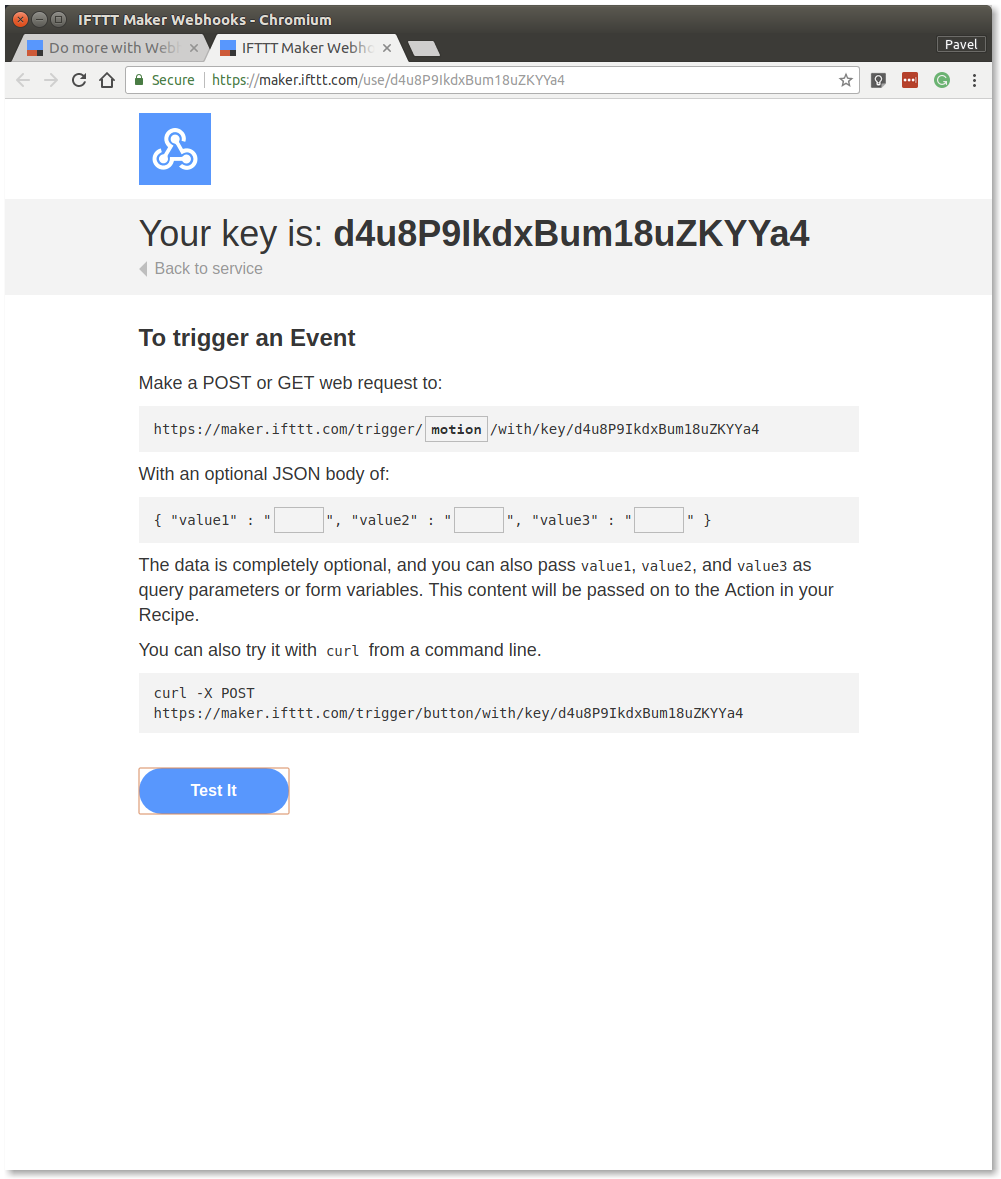 IFTTT Maker Webhooks - Chromium
Do more with Webh
IFTTT Maker Webho
Pavel
Secure
https://maker.ifttt.com/use/d4u8P9IkdxBum18uZKYYa4
Your key is: d4u8P9IkdxBum18uZKYYa4
Back to service
To trigger an Event
Make a POST or GET web request to:
https://maker.ifttt.com/trigger/ motion /with/key/d4u8P9IkdxBum18uZKYYa4
With an optional JSON body of:
{ "value1" : " ", "value2" : " ", "value3" : " " }
The data is completely optional, and you can also pass value1, value2, and value3 as
query parameters or form variables. This content will be passed on to the Action in your
Recipe.
You can also try it with curl from a command line.
curl -X POST
https://maker.ifttt.com/trigger/button/with/key/d4u8P9IkdxBum18uZKYYa4
Test It